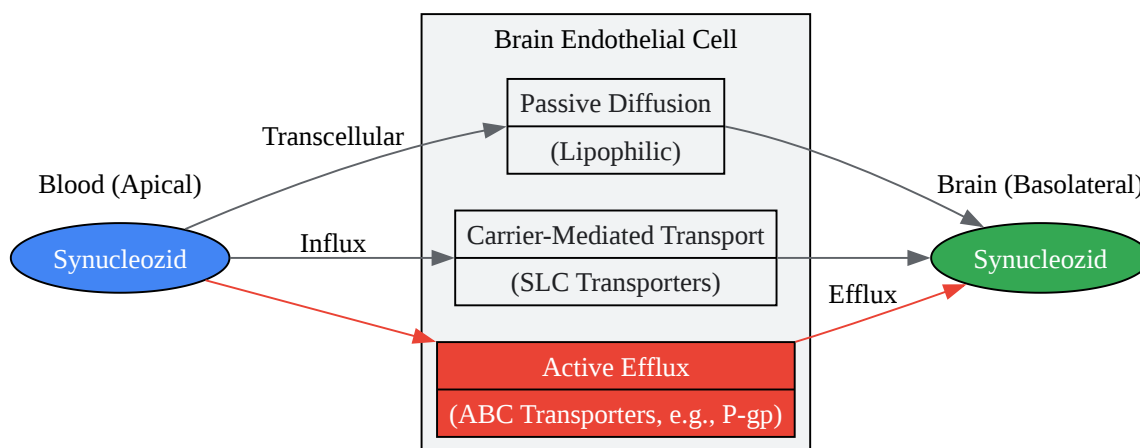 Brain Endothelial Cell
Passive Diffusion
(Lipophilic)
Transcellular
Blood (Apical)
Brain (Basolateral)
Synucleozid
Influx
Carrier-Mediated Transport
(SLC Transporters)
Synucleozid
Efflux
Active Efflux
(ABC Transporters, e.g., P-gp)